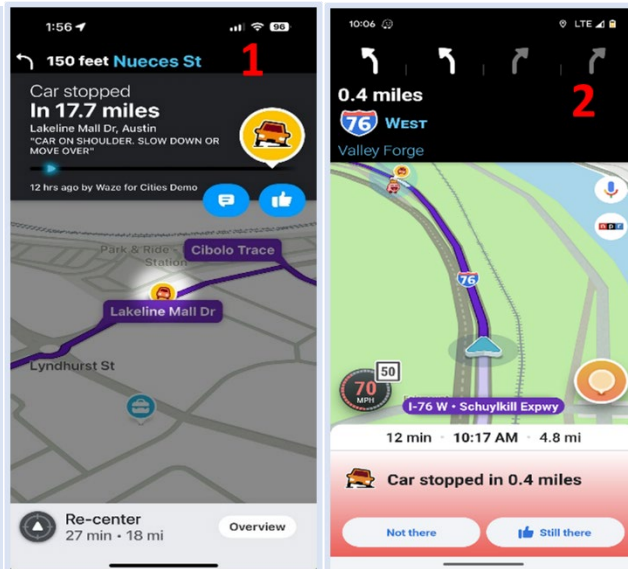 1:56
96
1
150 feet Nueces St
Car stopped
In 17.7 miles
Lakeline Mall Dr, Austin
"CAR ON SHOULDER. SLOW DOWN OR
MOVE OVER"
12 hrs ago by Waze for Cities Demo
Park & Ride -
Station
Cibolo Trace
Lakeline Mall Dr
Lyndhurst St
Re-center
27 min • 18 mi
Overview
10:06
LTE
2
0.4 miles
76 WEST
Valley Forge
npr
76
50
70
MPH
I-76 W • Schuylkill Expwy
12 min • 10:17 AM • 4.8 mi
Car stopped in 0.4 miles
Not there
Still there